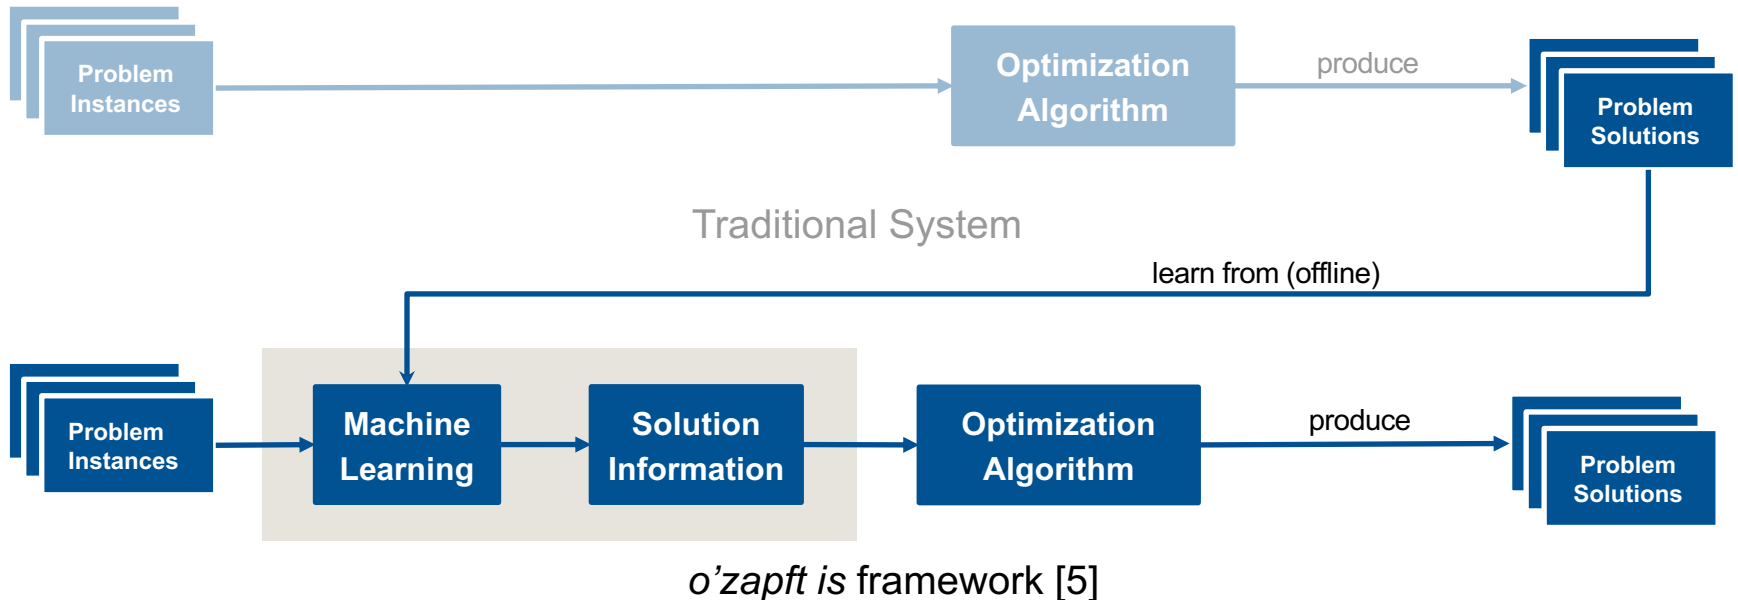 Problem
Instances
Optimization
Algorithm
produce
Problem
Solutions
Traditional System
learn from (offline)
Problem
Instances
Machine
Learning
Solution
Information
Optimization
Algorithm
produce
Problem
Solutions
o’zapft is framework [5]